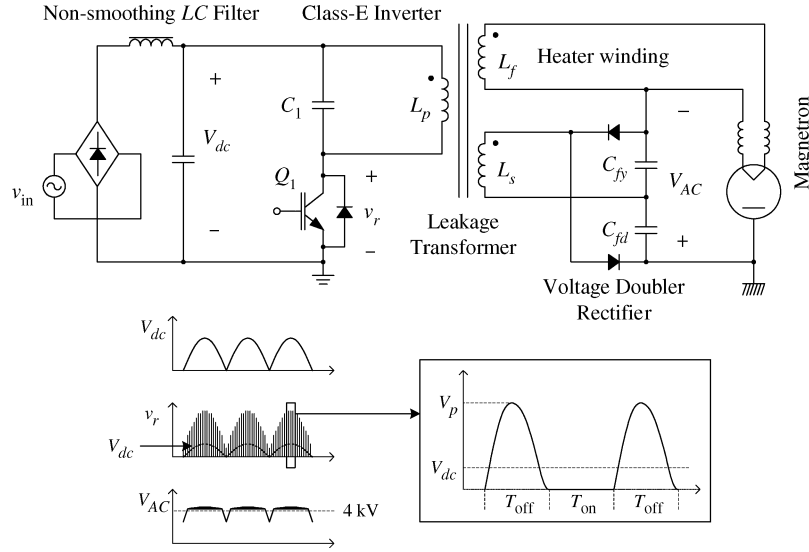 Non-smoothing LC Filter
Class-E Inverter
Heater winding
Magnetron
v_in
+
V_dc
−
C_1
Q_1
+
v_r
−
L_p
L_f
L_s
Leakage
Transformer
C_fy
C_fd
−
V_AC
+
Voltage Doubler
Rectifier
V_dc
v_r
V_dc
V_AC
4 kV
V_p
V_dc
T_off
T_on
T_off